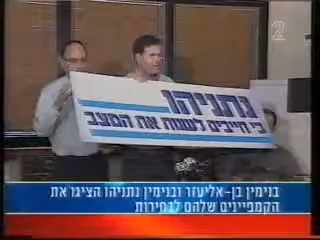 2
נתניהו
כי חייבים לשנות את המצב
בנימין בן-אליעזר ובנימין נתניהו הציגו את
הקמפיינים שלהם לבחירות